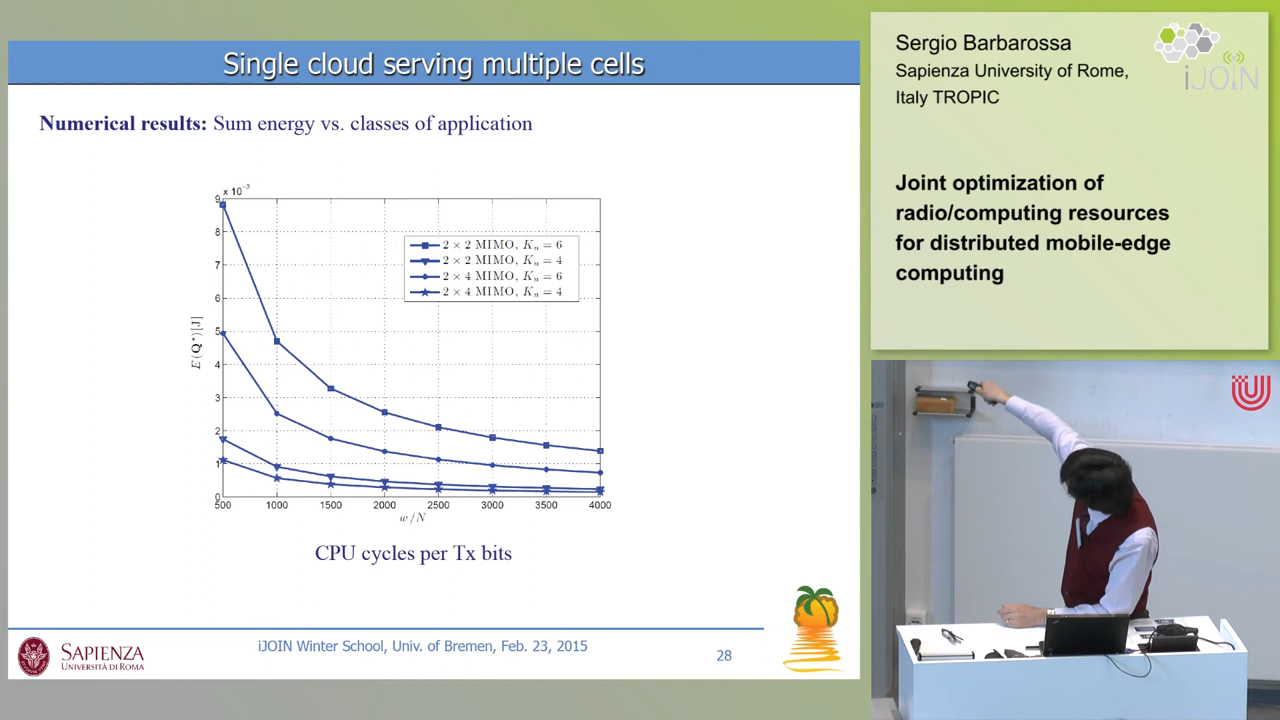 Single cloud serving multiple cells
Numerical results: Sum energy vs. classes of application
x 10⁻³
9
8
7
6
5
4
3
2
1
0
E(Q*)[J]
2 × 2 MIMO, Kₙ = 6
2 × 2 MIMO, Kₙ = 4
2 × 4 MIMO, Kₙ = 6
2 × 4 MIMO, Kₙ = 4
500 1000 1500 2000 2500 3000 3500 4000
w/N
CPU cycles per Tx bits
SAPIENZA
UNIVERSITÀ DI ROMA
iJOIN Winter School, Univ. of Bremen, Feb. 23, 2015
28
Sergio Barbarossa
Sapienza University of Rome,
Italy TROPIC
iJOIN
Joint optimization of
radio/computing resources
for distributed mobile-edge
computing